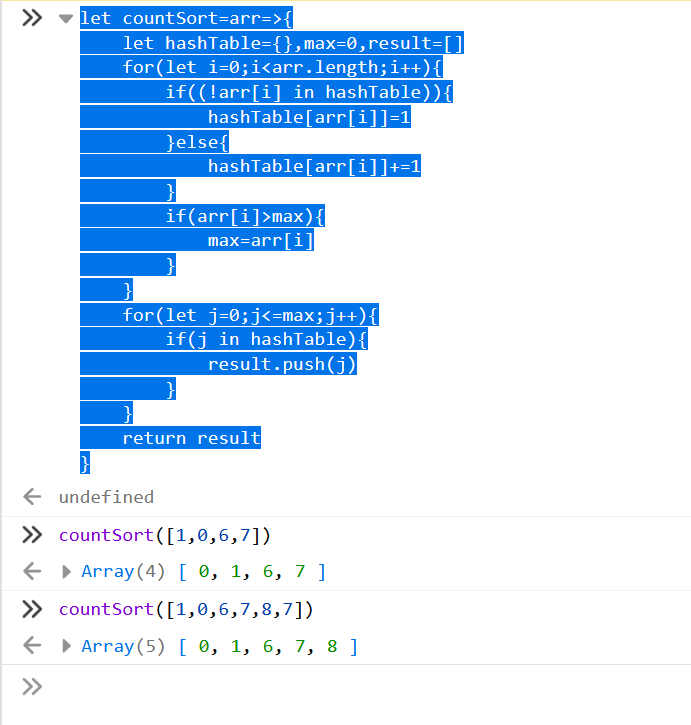 let countSort=arr=>{
    let hashTable={},max=0,result=[]
    for(let i=0;i<arr.length;i++){
        if((!arr[i] in hashTable)){
            hashTable[arr[i]]=1
        }else{
            hashTable[arr[i]]+=1
        }
        if(arr[i]>max){
            max=arr[i]
        }
    }
    for(let j=0;j<=max;j++){
        if(j in hashTable){
            result.push(j)
        }
    }
    return result
}
undefined
countSort([1,0,6,7])
Array(4) [ 0, 1, 6, 7 ]
countSort([1,0,6,7,8,7])
Array(5) [ 0, 1, 6, 7, 8 ]